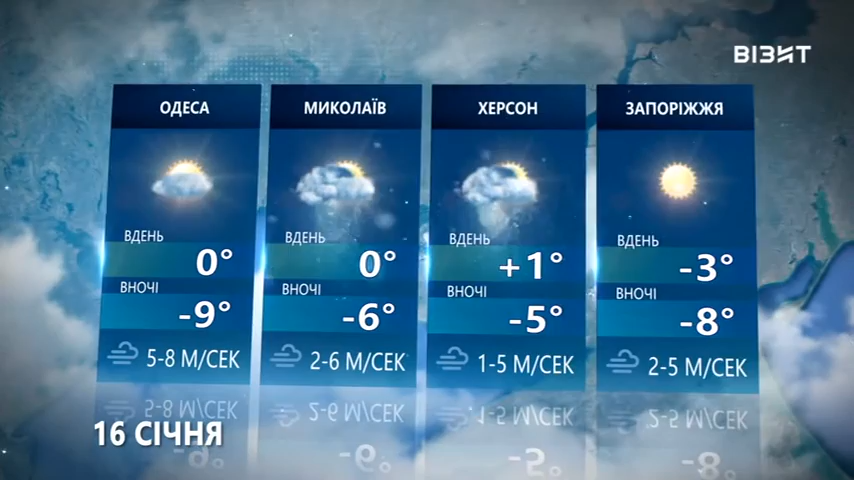 ВІЗИТ
ОДЕСА
ВДЕНЬ
0°
ВНОЧІ
-9°
5-8 М/СЕК
МИКОЛАЇВ
ВДЕНЬ
0°
ВНОЧІ
-6°
2-6 М/СЕК
ХЕРСОН
ВДЕНЬ
+1°
ВНОЧІ
-5°
1-5 М/СЕК
ЗАПОРІЖЖЯ
ВДЕНЬ
-3°
ВНОЧІ
-8°
2-5 М/СЕК
16 СІЧНЯ